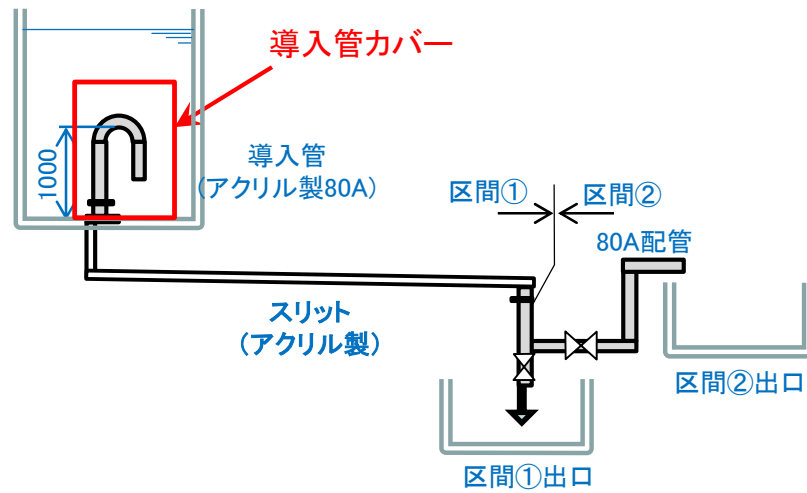 導入管カバー
1000
導入管
(アクリル製80A)
区間①
区間②
80A配管
スリット
(アクリル製)
区間②出口
区間①出口